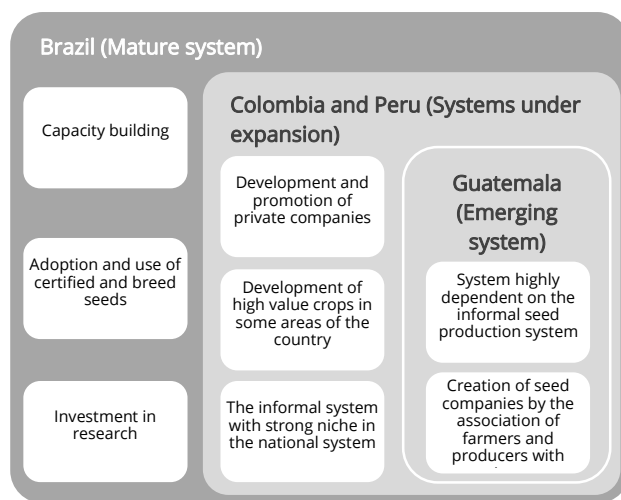 Brazil (Mature system)
Capacity building
Adoption and use of
certified and breed
seeds
Investment in
research
Colombia and Peru (Systems under
expansion)
Development and
promotion of
private companies
Development of
high value crops in
some areas of the
country
The informal system
with strong niche in
the national system
Guatemala
(Emerging
system)
System highly
dependent on the
informal seed
production system
Creation of seed
companies by the
association of
farmers and
producers with